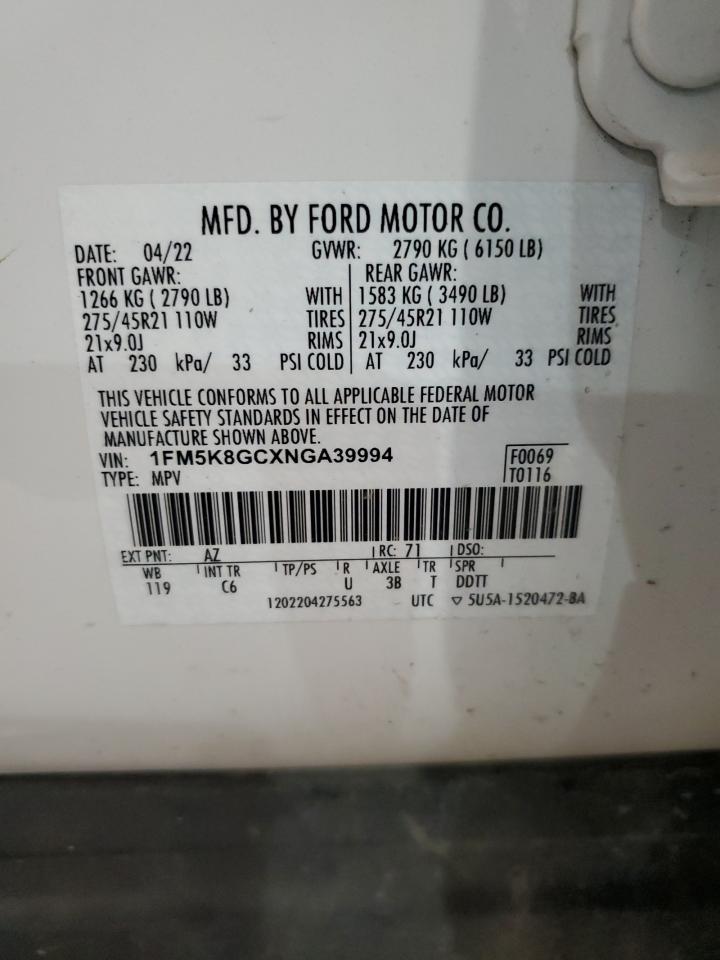 MFD. BY FORD MOTOR CO.
DATE: 04/22 GVWR: 2790 KG ( 6150 LB)
FRONT GAWR: REAR GAWR:
1266 KG ( 2790 LB) WITH 1583 KG ( 3490 LB) WITH
275/45R21 110W TIRES 275/45R21 110W TIRES
21x9.0J RIMS 21x9.0J RIMS
AT 230 kPa/ 33 PSI COLD AT 230 kPa/ 33 PSI COLD
THIS VEHICLE CONFORMS TO ALL APPLICABLE FEDERAL MOTOR
VEHICLE SAFETY STANDARDS IN EFFECT ON THE DATE OF
MANUFACTURE SHOWN ABOVE.
VIN: 1FM5K8GCXNGA39994 F0069
TYPE: MPV T0116
EXT PNT: AZ RC: 71 DSO:
WB INT TR TP/PS R AXLE TR SPR
119 C6 U 3B T DDTT
1202204275563 UTC ▽ 5U5A-1520472-BA